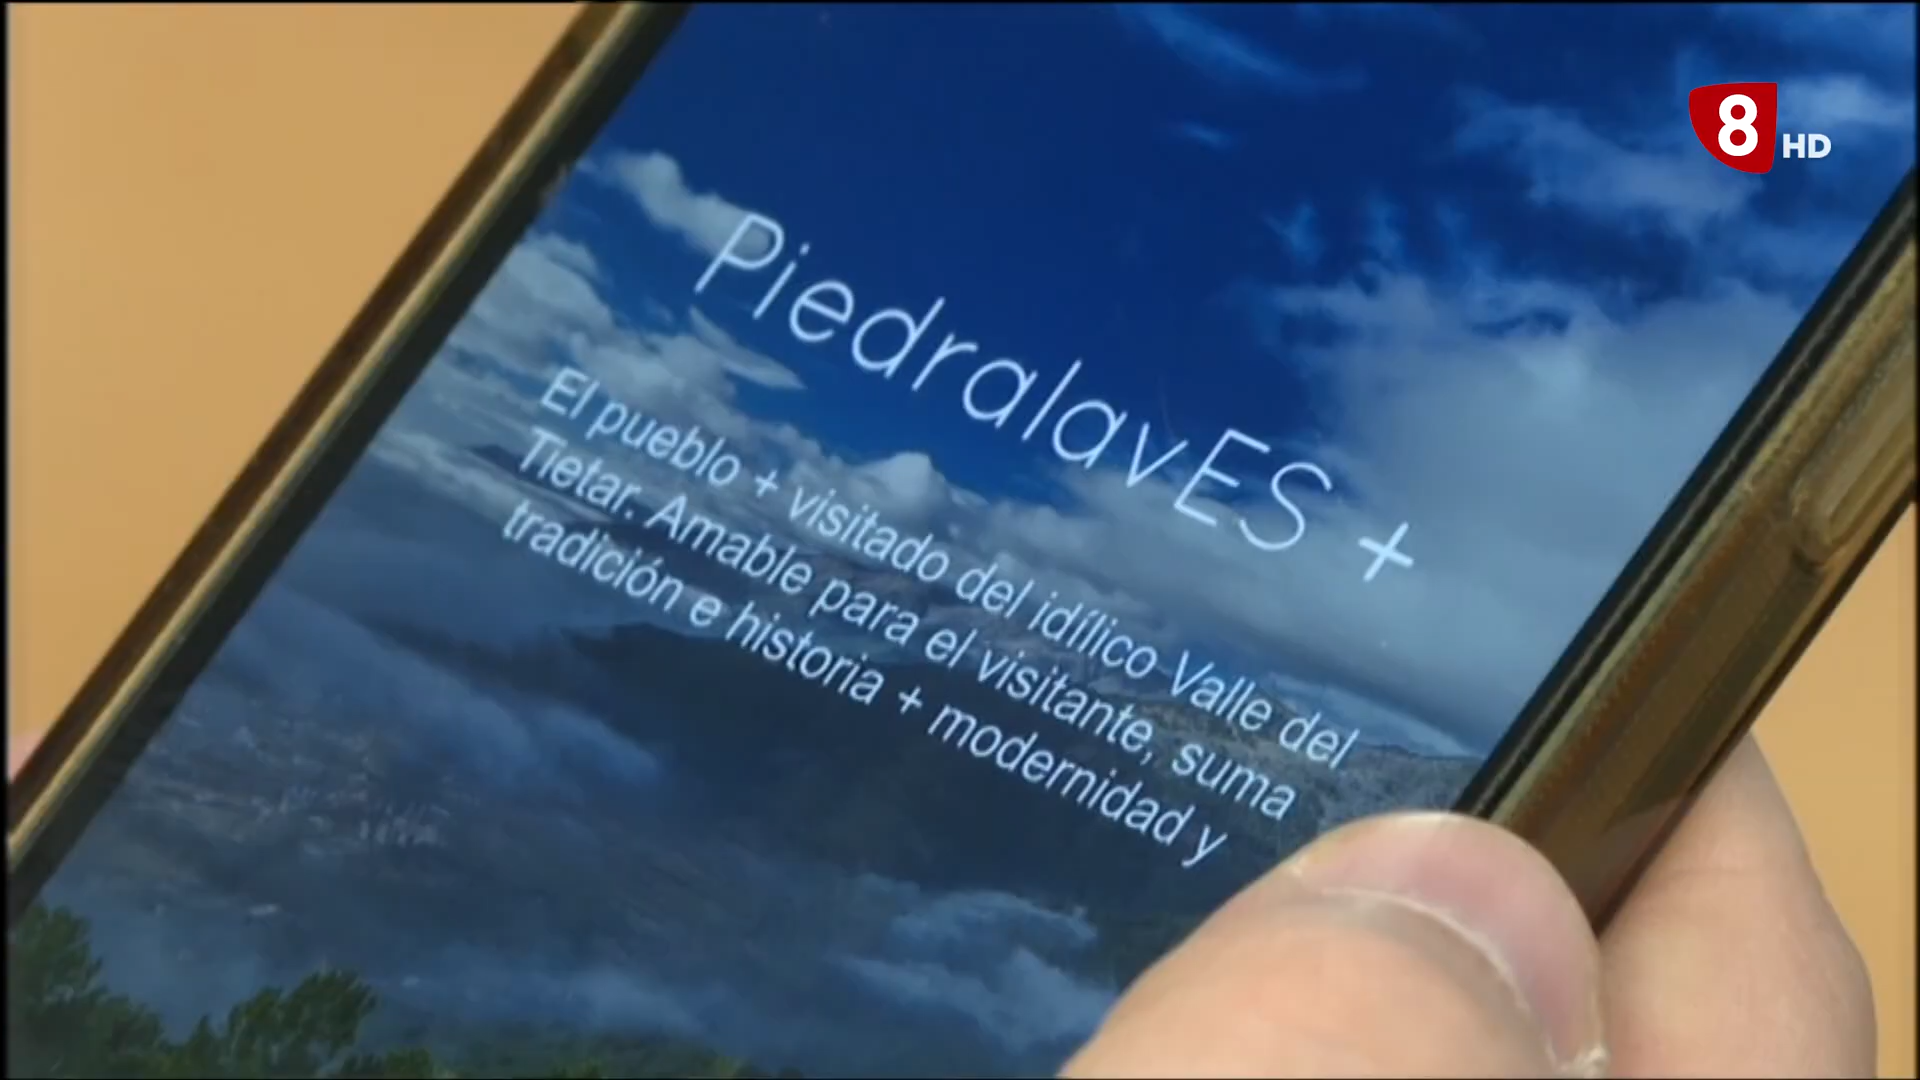 8 HD
PiedralavES +
El pueblo + visitado del idílico Valle del
Tietar. Amable para el visitante, suma
tradición e historia + modernidad y